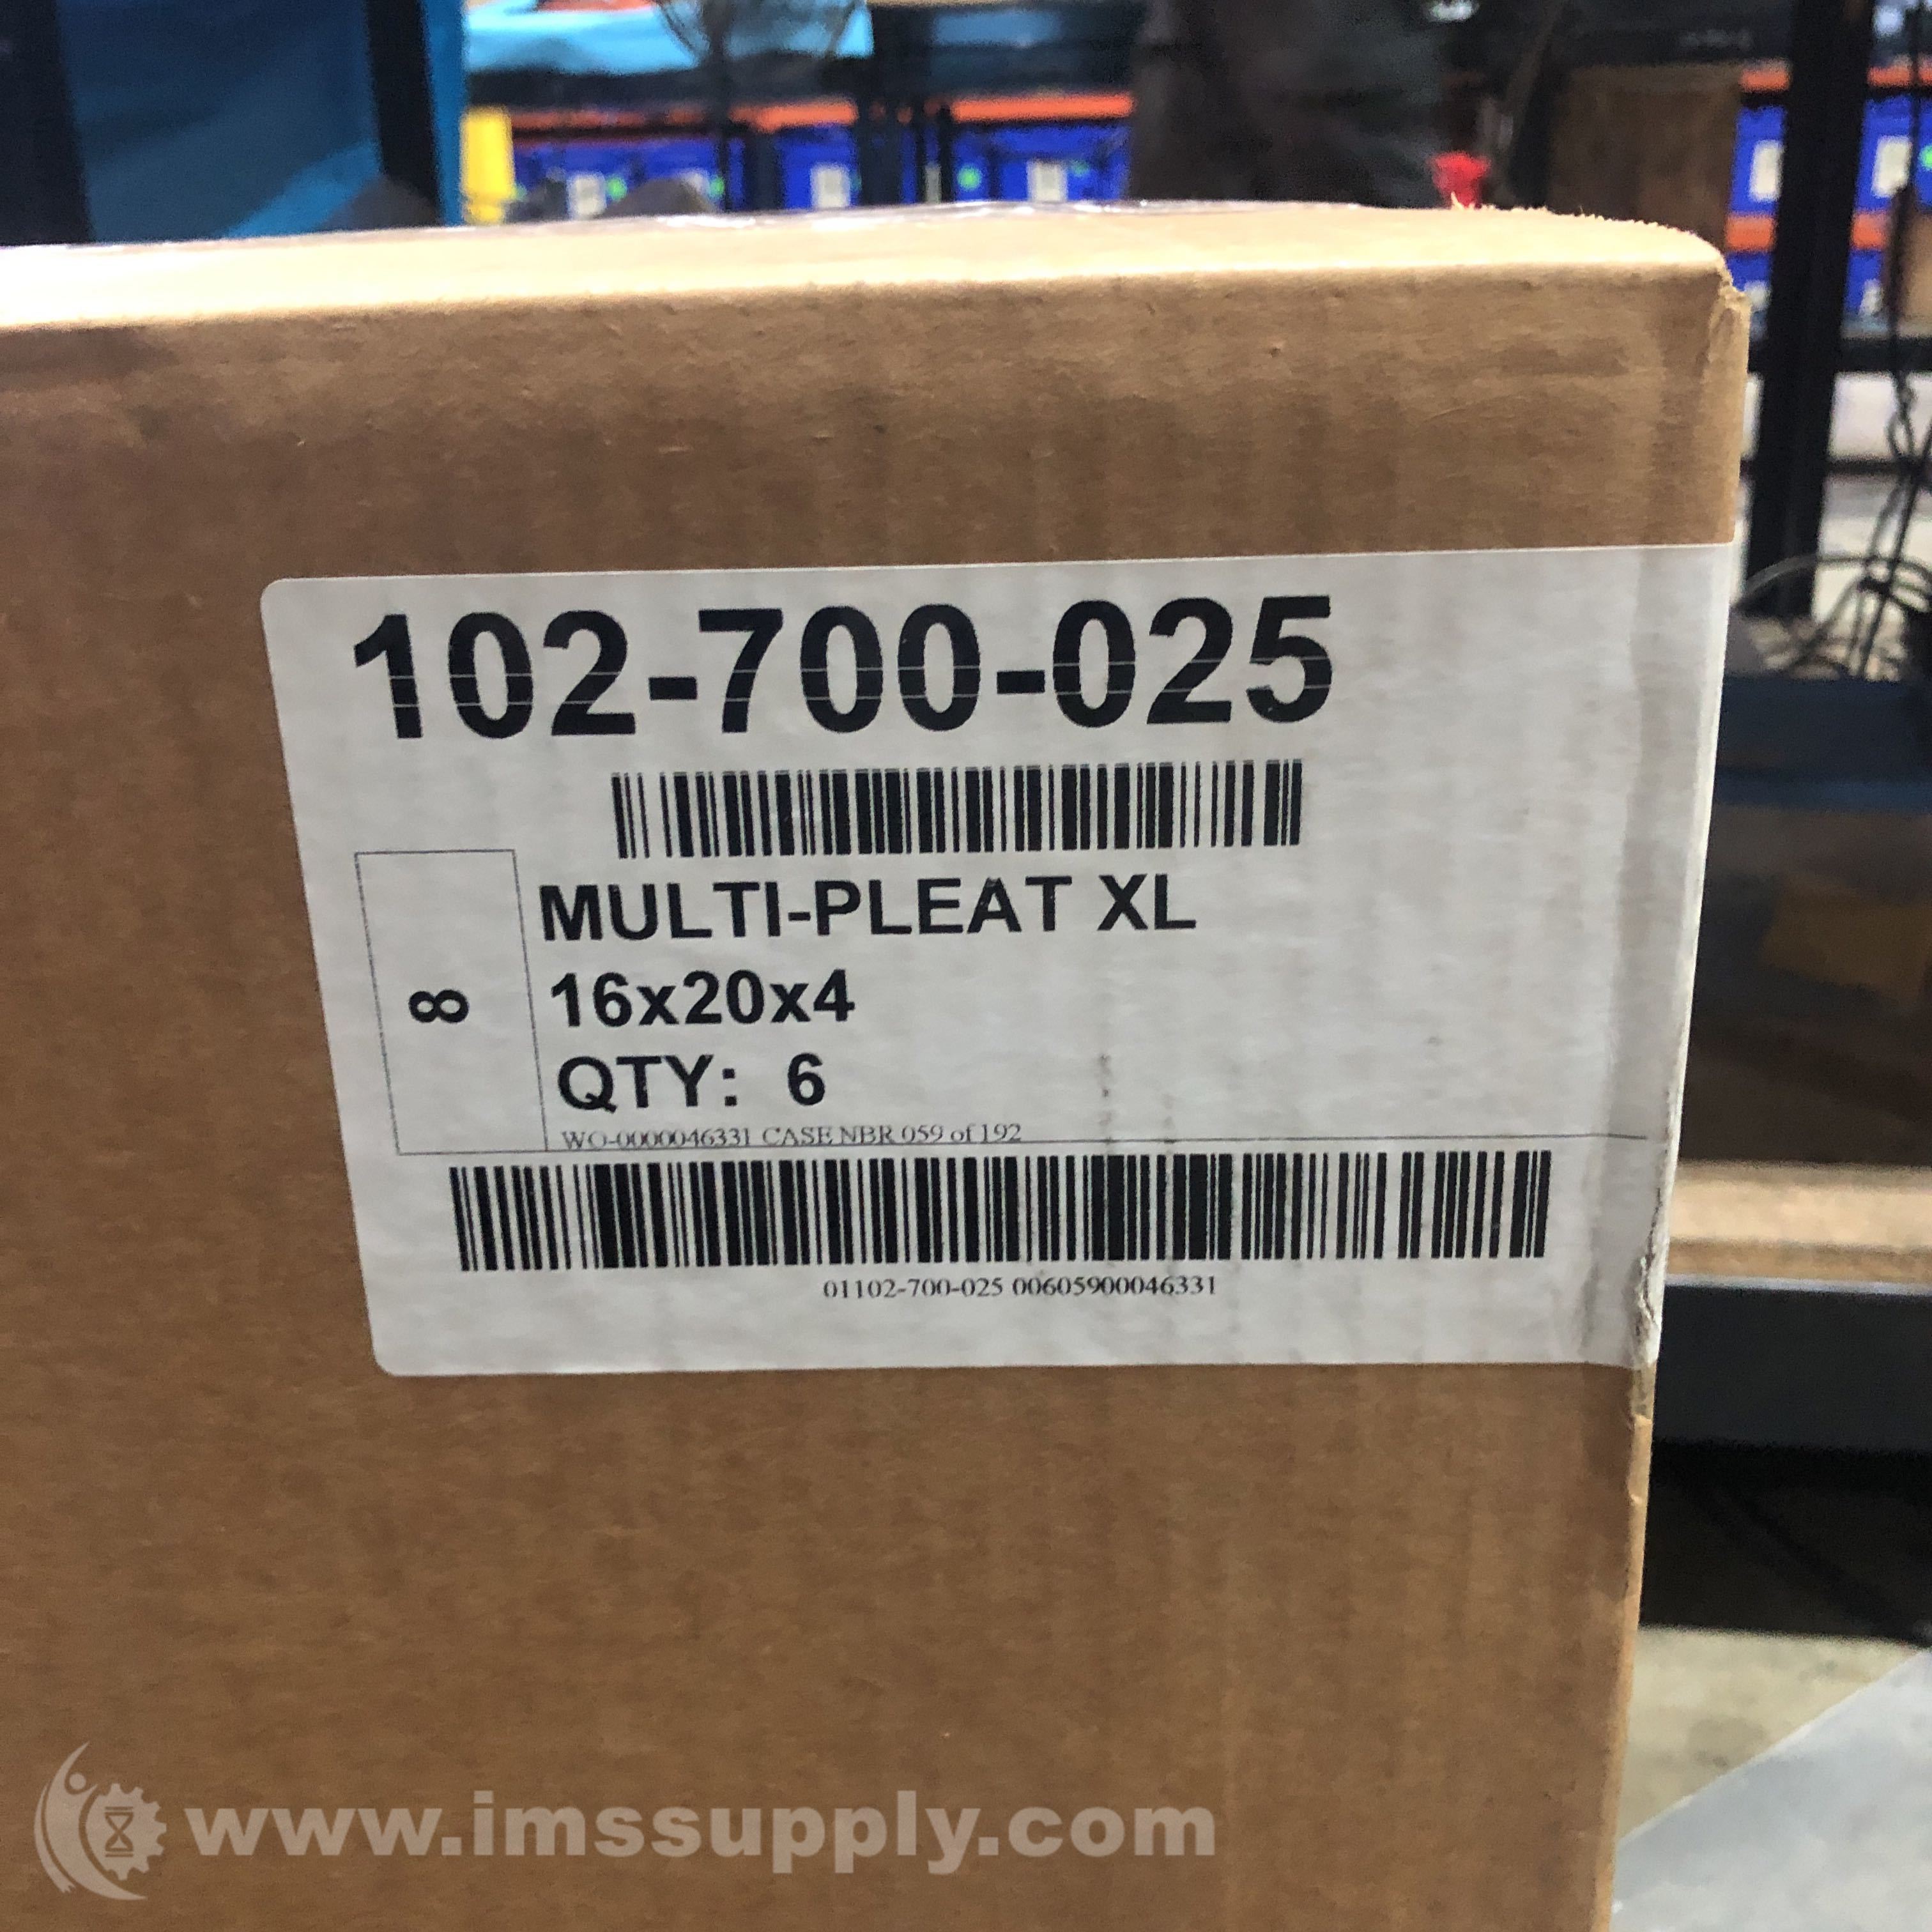 102-700-025
MULTI-PLEAT XL
8
16x20x4
QTY: 6
WO-0000046331 CASE NBR 059 of 192
01102-700-025 00605900046331
www.imssupply.com